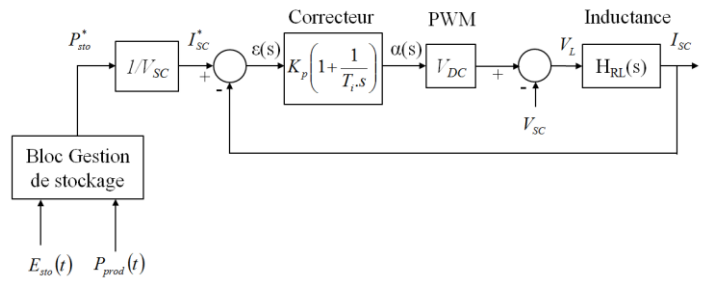 Correcteur
PWM
Inductance
P*sto
I*SC
ε(s)
α(s)
VL
ISC
1/VSC
+
-
Kp(1+1/Ti.s)
VDC
+
-
HRL(s)
VSC
Bloc Gestion
de stockage
Esto(t)
Pprod(t)